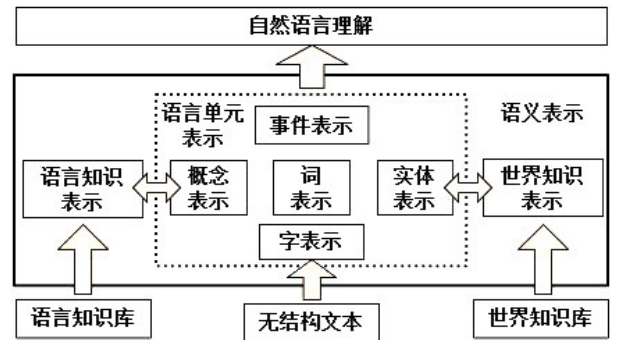 自然语言理解
语言单元
表示
事件表示
语义表示
语言知识
表示
概念
表示
词
表示
实体
表示
世界知识
表示
字表示
语言知识库
无结构文本
世界知识库